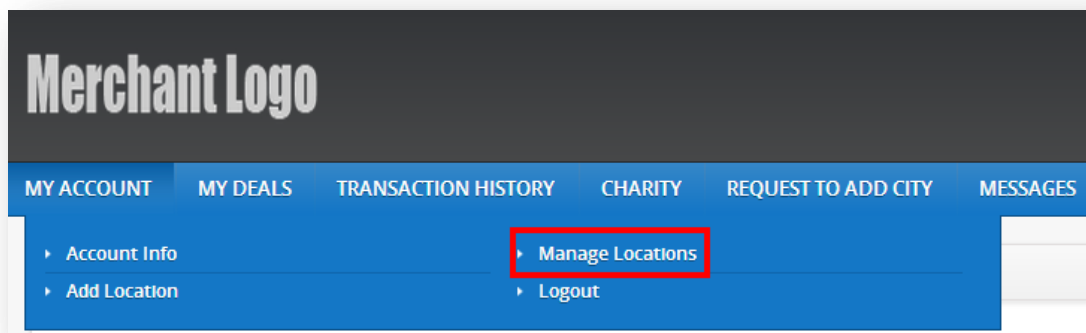 Merchant Logo
MY ACCOUNT MY DEALS TRANSACTION HISTORY CHARITY REQUEST TO ADD CITY MESSAGES
Account Info Manage Locations
Add Location Logout